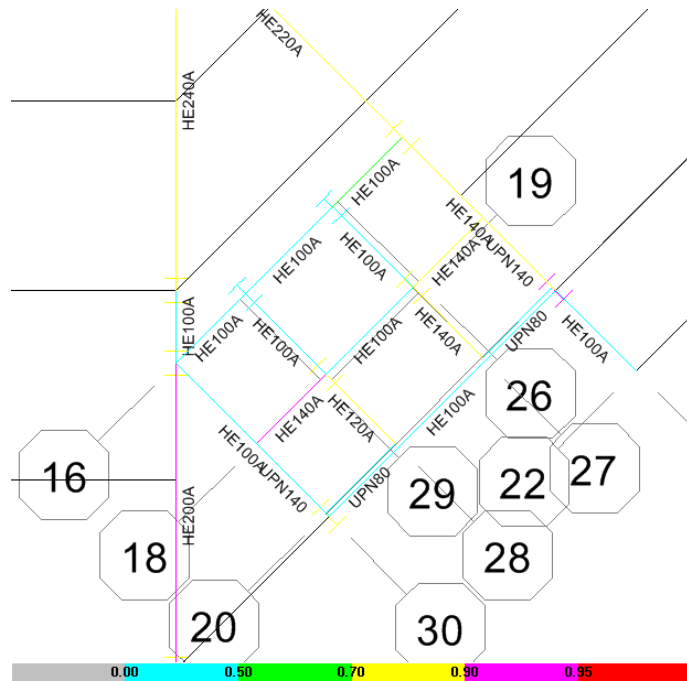 HE220A
HE240A
HE100A
19
HE140A
HE140A
UPN140
HE100A
HE100A
HE100A
HE100A
HE100A
HE140A
UPN80
HE100A
HE100A
HE100A
HE140A
HE120A
HE100A
26
HE100A
UPN140
UPN80
16
29
22
27
HE200A
18
28
20
30
0.00
0.50
0.70
0.90
0.95